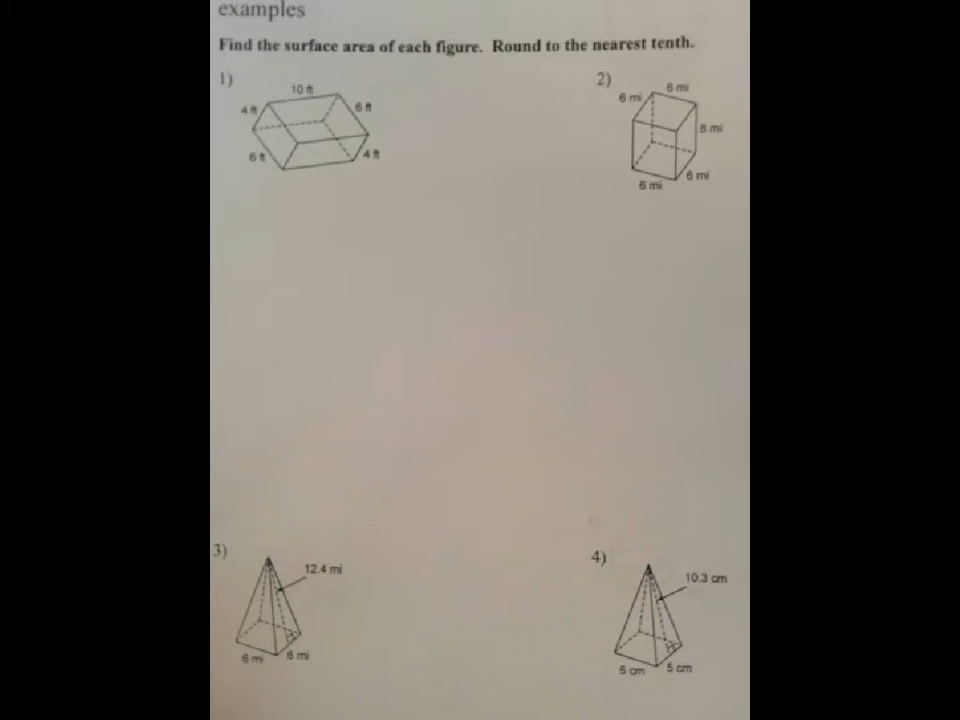 examples
Find the surface area of each figure. Round to the nearest tenth.
1)
10 ft
4 ft
6 ft
6 ft
4 ft
2)
6 mi
6 mi
8 mi
6 mi
6 mi
3)
12.4 mi
6 mi
6 mi
4)
10.3 cm
5 cm
5 cm